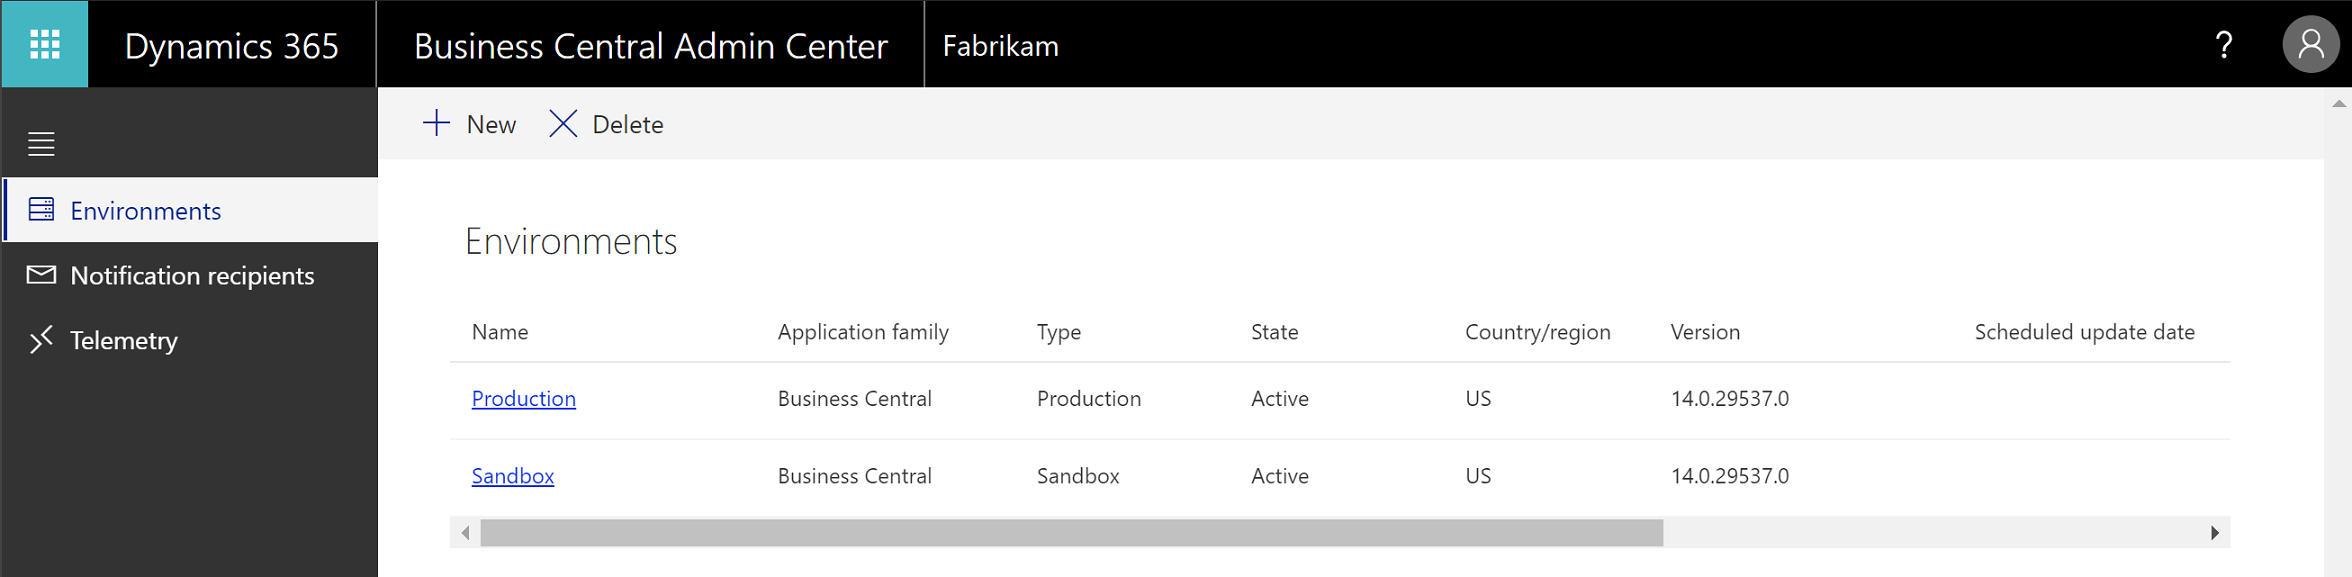 Dynamics 365 Business Central Admin Center Fabrikam ?
New Delete
Environments
Notification recipients
Telemetry
Environments
Name Application family Type State Country/region Version Scheduled update date
Production Business Central Production Active US 14.0.29537.0
Sandbox Business Central Sandbox Active US 14.0.29537.0